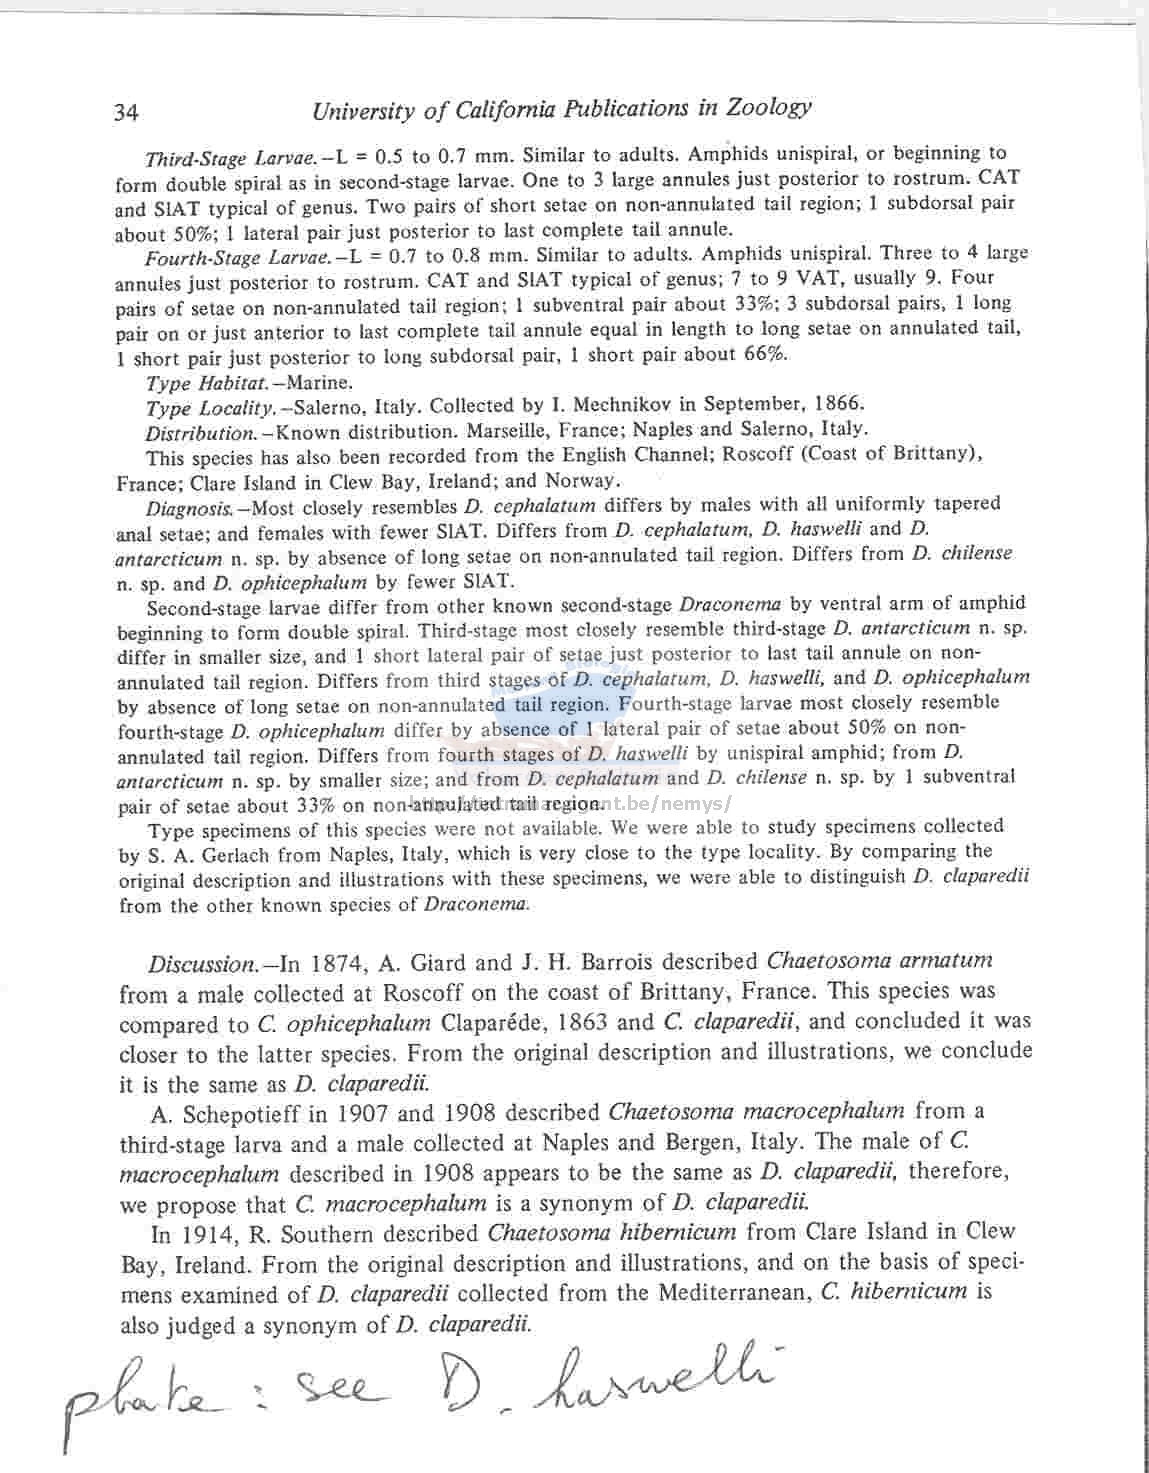 34 University of California Publications in Zoology
Third-Stage Larvae.—L = 0.5 to 0.7 mm. Similar to adults. Amphids unispiral, or beginning to
form double spiral as in second-stage larvae. One to 3 large annules just posterior to rostrum. CAT
and SlAT typical of genus. Two pairs of short setae on non-annulated tail region; 1 subdorsal pair
about 50%; 1 lateral pair just posterior to last complete tail annule.
Fourth-Stage Larvae.—L = 0.7 to 0.8 mm. Similar to adults. Amphids unispiral. Three to 4 large
annules just posterior to rostrum. CAT and SlAT typical of genus; 7 to 9 VAT, usually 9. Four
pairs of setae on non-annulated tail region; 1 subventral pair about 33%; 3 subdorsal pairs, 1 long
pair on or just anterior to last complete tail annule equal in length to long setae on annulated tail,
1 short pair just posterior to long subdorsal pair, 1 short pair about 66%.
Type Habitat.—Marine.
Type Locality.—Salerno, Italy. Collected by I. Mechnikov in September, 1866.
Distribution.—Known distribution. Marseille, France; Naples and Salerno, Italy.
This species has also been recorded from the English Channel; Roscoff (Coast of Brittany),
France; Clare Island in Clew Bay, Ireland; and Norway.
Diagnosis.—Most closely resembles D. cephalatum differs by males with all uniformly tapered
anal setae; and females with fewer SlAT. Differs from D. cephalatum, D. haswelli and D.
antarcticum n. sp. by absence of long setae on non-annulated tail region. Differs from D. chilense
n. sp. and D. ophicephalum by fewer SlAT.
Second-stage larvae differ from other known second-stage Draconema by ventral arm of amphid
beginning to form double spiral. Third-stage most closely resemble third-stage D. antarcticum n. sp.
differ in smaller size, and 1 short lateral pair of setae just posterior to last tail annule on non-
annulated tail region. Differs from third stages of D. cephalatum, D. haswelli, and D. ophicephalum
by absence of long setae on non-annulated tail region. Fourth-stage larvae most closely resemble
fourth-stage D. ophicephalum differ by absence of 1 lateral pair of setae about 50% on non-
annulated tail region. Differs from fourth stages of D. haswelli by unispiral amphid; from D.
antarcticum n. sp. by smaller size; and from D. cephalatum and D. chilense n. sp. by 1 subventral
pair of setae about 33% on non-annulated tail region.
Type specimens of this species were not available. We were able to study specimens collected
by S. A. Gerlach from Naples, Italy, which is very close to the type locality. By comparing the
original description and illustrations with these specimens, we were able to distinguish D. claparedii
from the other known species of Draconema.
Discussion.—In 1874, A. Giard and J. H. Barrois described Chaetosoma armatum
from a male collected at Roscoff on the coast of Brittany, France. This species was
compared to C. ophicephalum Claparéde, 1863 and C. claparedii, and concluded it was
closer to the latter species. From the original description and illustrations, we conclude
it is the same as D. claparedii.
A. Schepotieff in 1907 and 1908 described Chaetosoma macrocephalum from a
third-stage larva and a male collected at Naples and Bergen, Italy. The male of C.
macrocephalum described in 1908 appears to be the same as D. claparedii, therefore,
we propose that C. macrocephalum is a synonym of D. claparedii.
In 1914, R. Southern described Chaetosoma hibernicum from Clare Island in Clew
Bay, Ireland. From the original description and illustrations, and on the basis of speci-
mens examined of D. claparedii collected from the Mediterranean, C. hibernicum is
also judged a synonym of D. claparedii.
plate : see D. haswelli